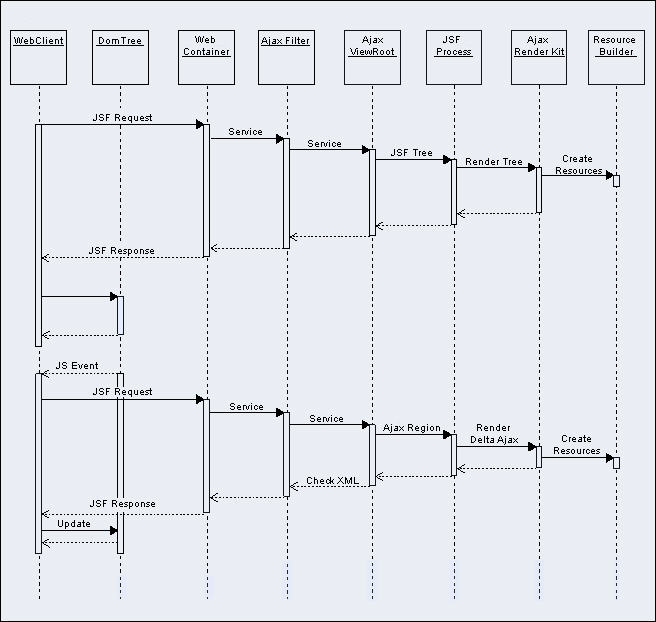 WebClient
DomTree
Web
Container
Ajax Filter
Ajax
ViewRoot
JSF
Process
Ajax
Render Kit
Resource
Builder
JSF Request
Service
Service
JSF Tree
Render Tree
Create
Resources
JSF Response
JS Event
JSF Request
Service
Service
Ajax Region
Render
Delta Ajax
Create
Resources
Check XML
JSF Response
Update